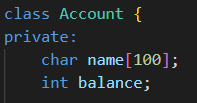 class Account {
private:
    char name[100];
    int balance;